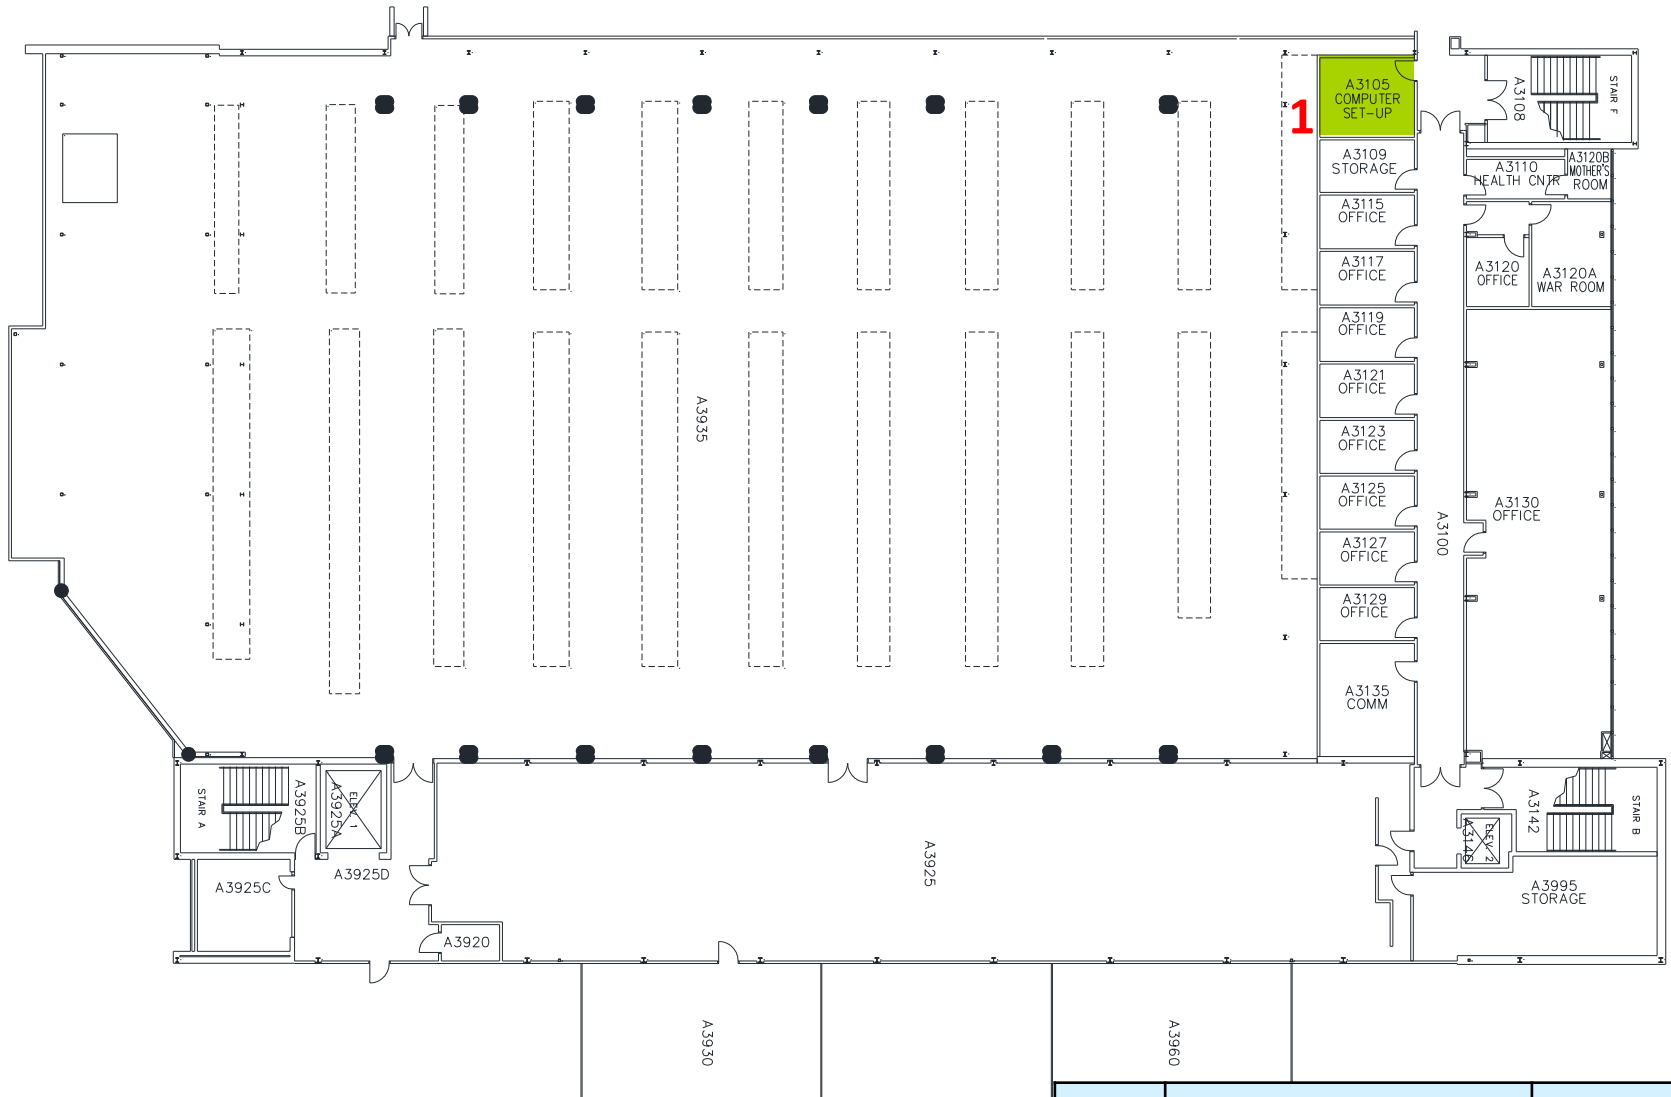 A3105
COMPUTER
SET-UP
1
A3108
STAIR F
A3109
STORAGE
A3110
HEALTH CNTR
A3120B
MOTHER'S
ROOM
A3115
OFFICE
A3117
OFFICE
A3120
OFFICE
A3120A
WAR ROOM
A3119
OFFICE
A3121
OFFICE
A3935
A3123
OFFICE
A3125
OFFICE
A3130
OFFICE
A3100
A3127
OFFICE
A3129
OFFICE
A3135
COMM
STAIR A
A3925B
A3925A
ELEV. 1
A3142
STAIR B
A3146
ELEV. 2
A3925C
A3925D
A3925
A3995
STORAGE
A3920
A3930
A3960